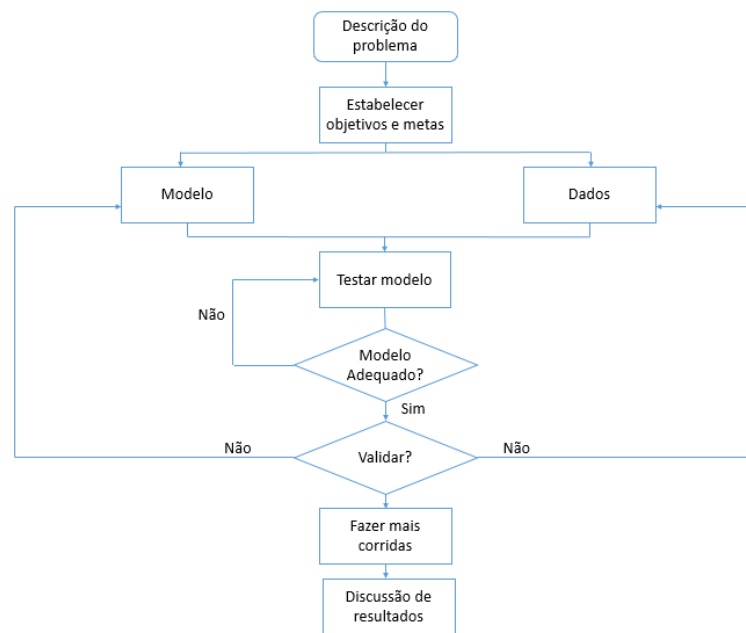 Descrição do
problema
Estabelecer
objetivos e metas
Modelo
Dados
Testar modelo
Não
Modelo
Adequado?
Sim
Não
Validar?
Não
Fazer mais
corridas
Discussão de
resultados